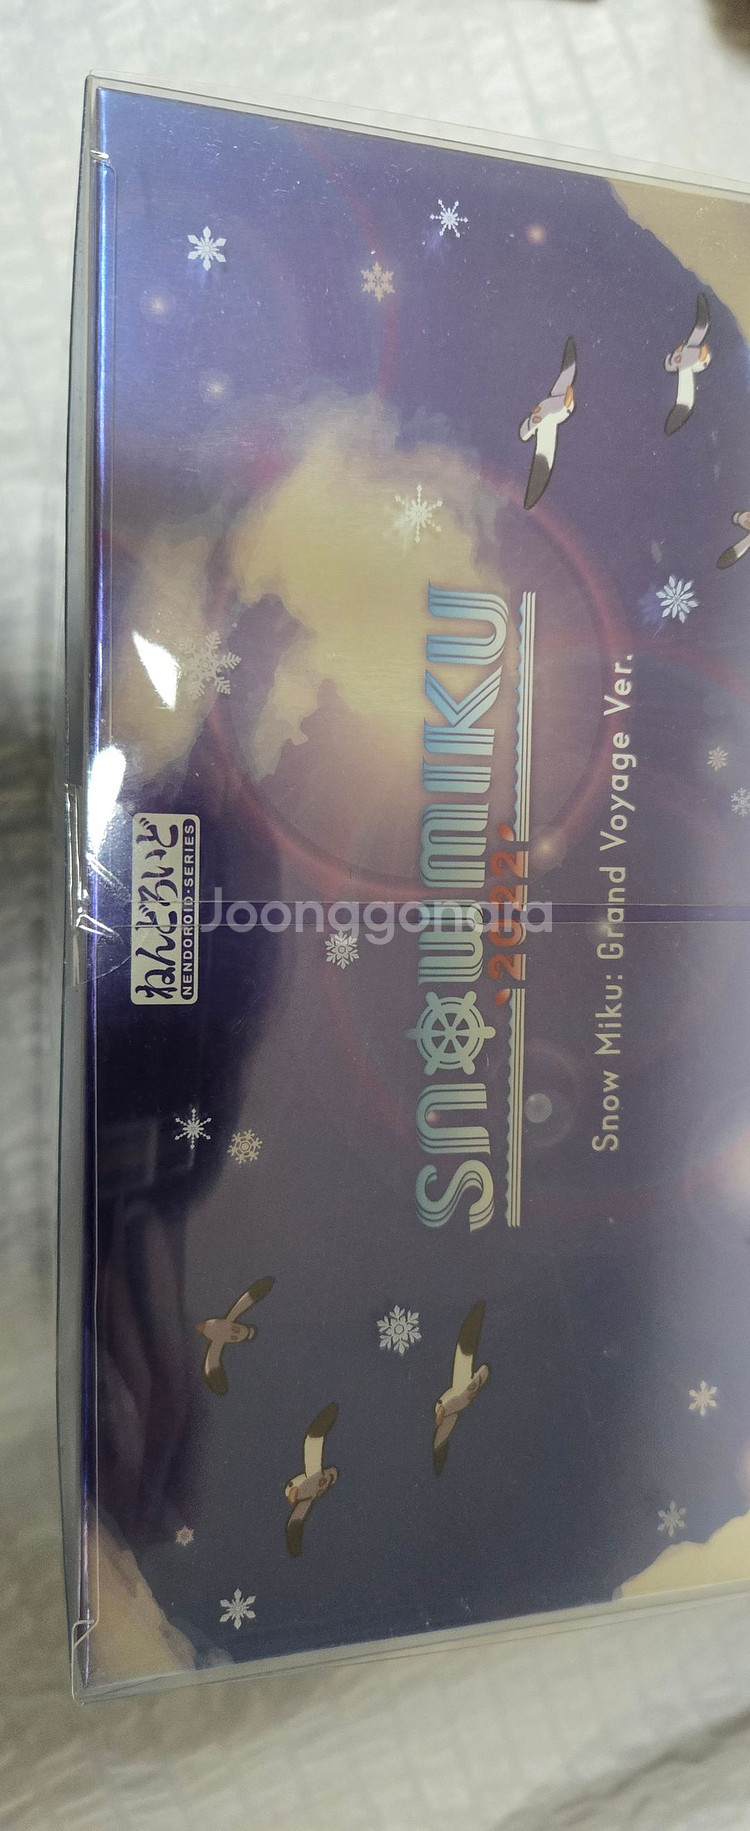 ねんどろいど
NENDOROID·SERIES
SNOWMIKU
2022
Snow Miku: Grand Voyage Ver.
Joonggonara